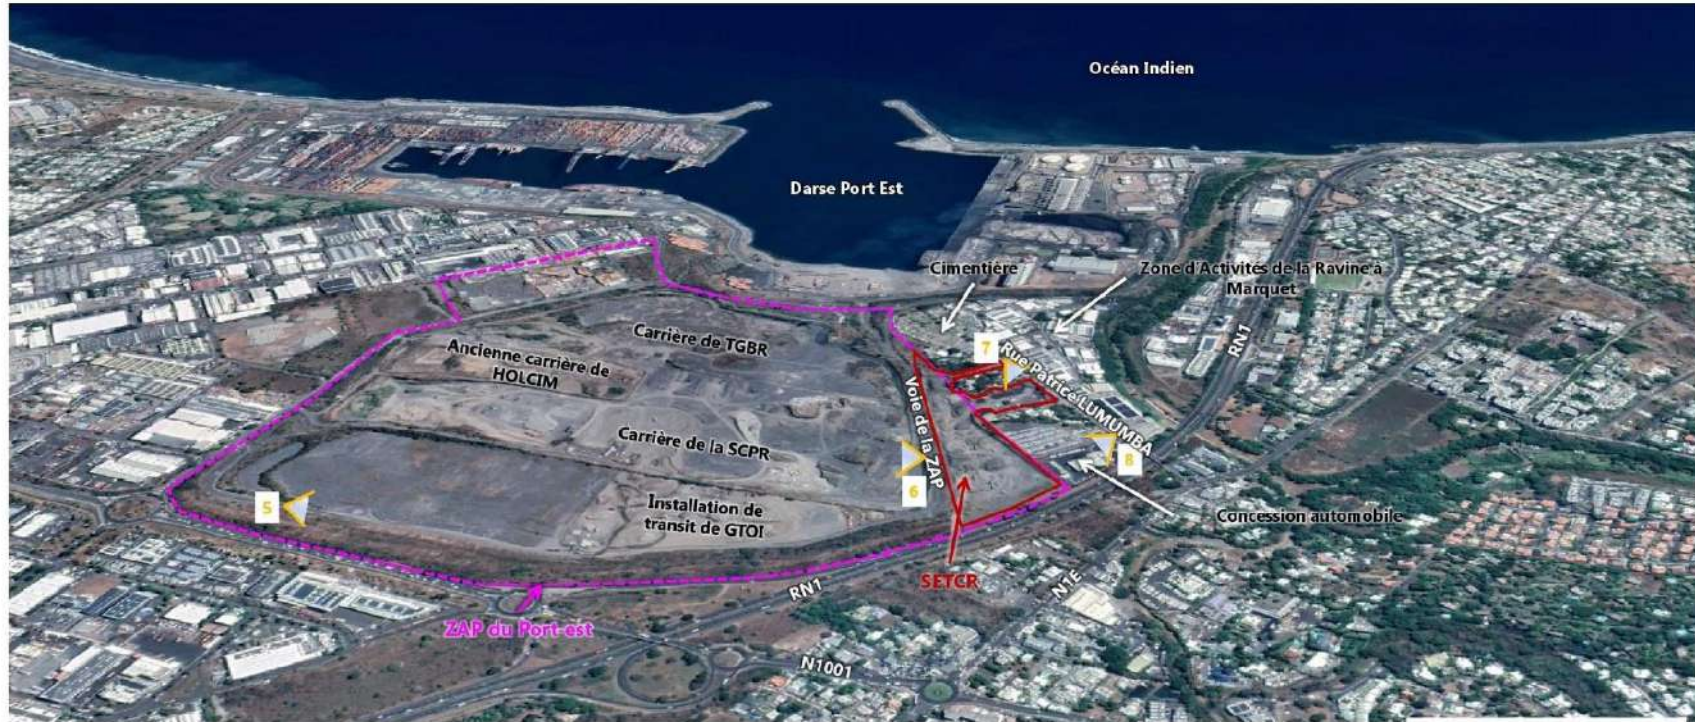 Océan Indien
Darse Port Est
Cimentière
Zone d'Activités de la Ravine à
Marquet
RN1
Carrière de TGBR
Ancienne carrière de
HOLCIM
7
Rue Patrice LUMUMBA
Voie de la ZAP
Carrière de la SCPR
8
6
5
Installation de
transit de GTOI
Concession automobile
SETCR
RN1
N1E
ZAP du Port-est
N1001